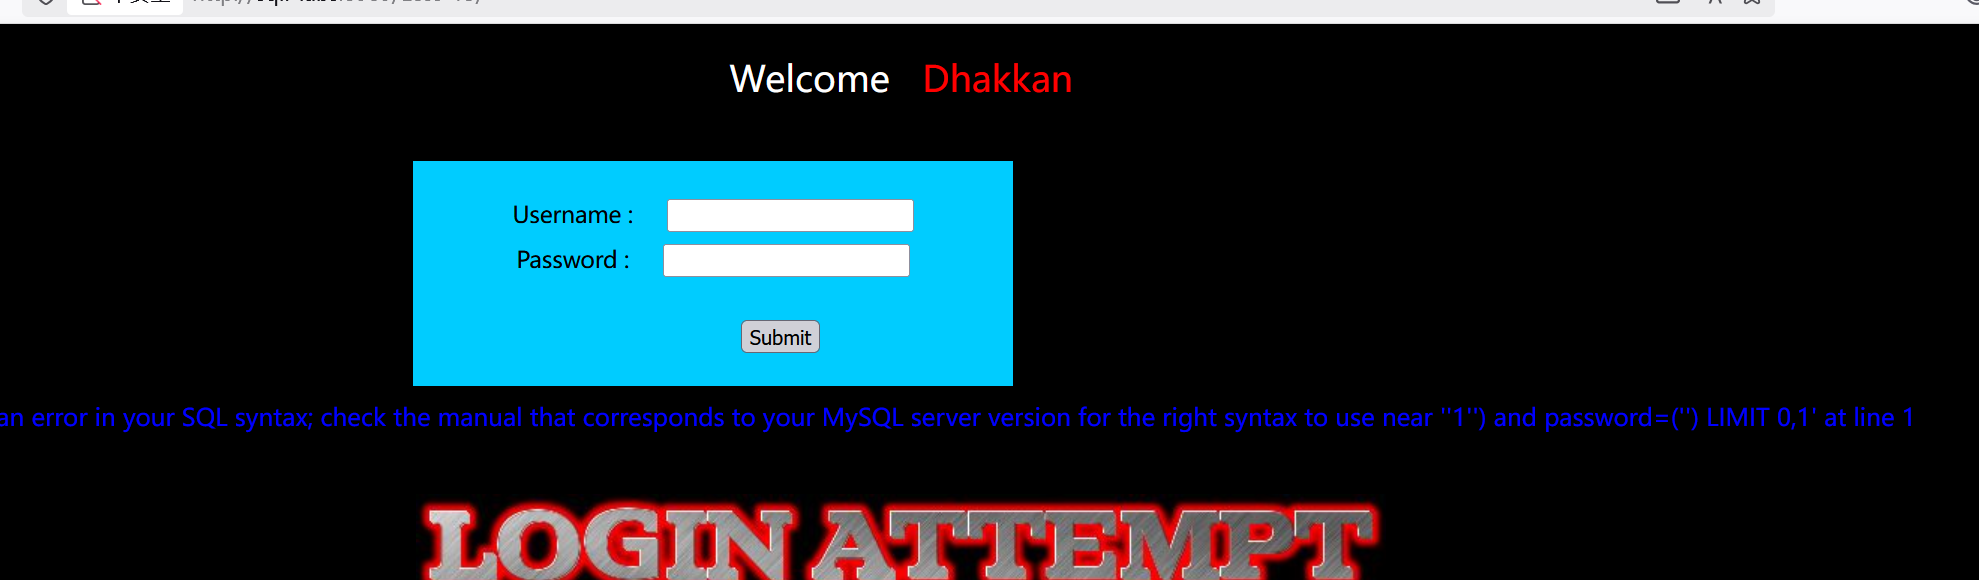 Welcome Dhakkan
Username :
Password :
Submit
an error in your SQL syntax; check the manual that corresponds to your MySQL server version for the right syntax to use near ''1'') and password=('') LIMIT 0,1' at line 1
LOGIN ATTEMPT